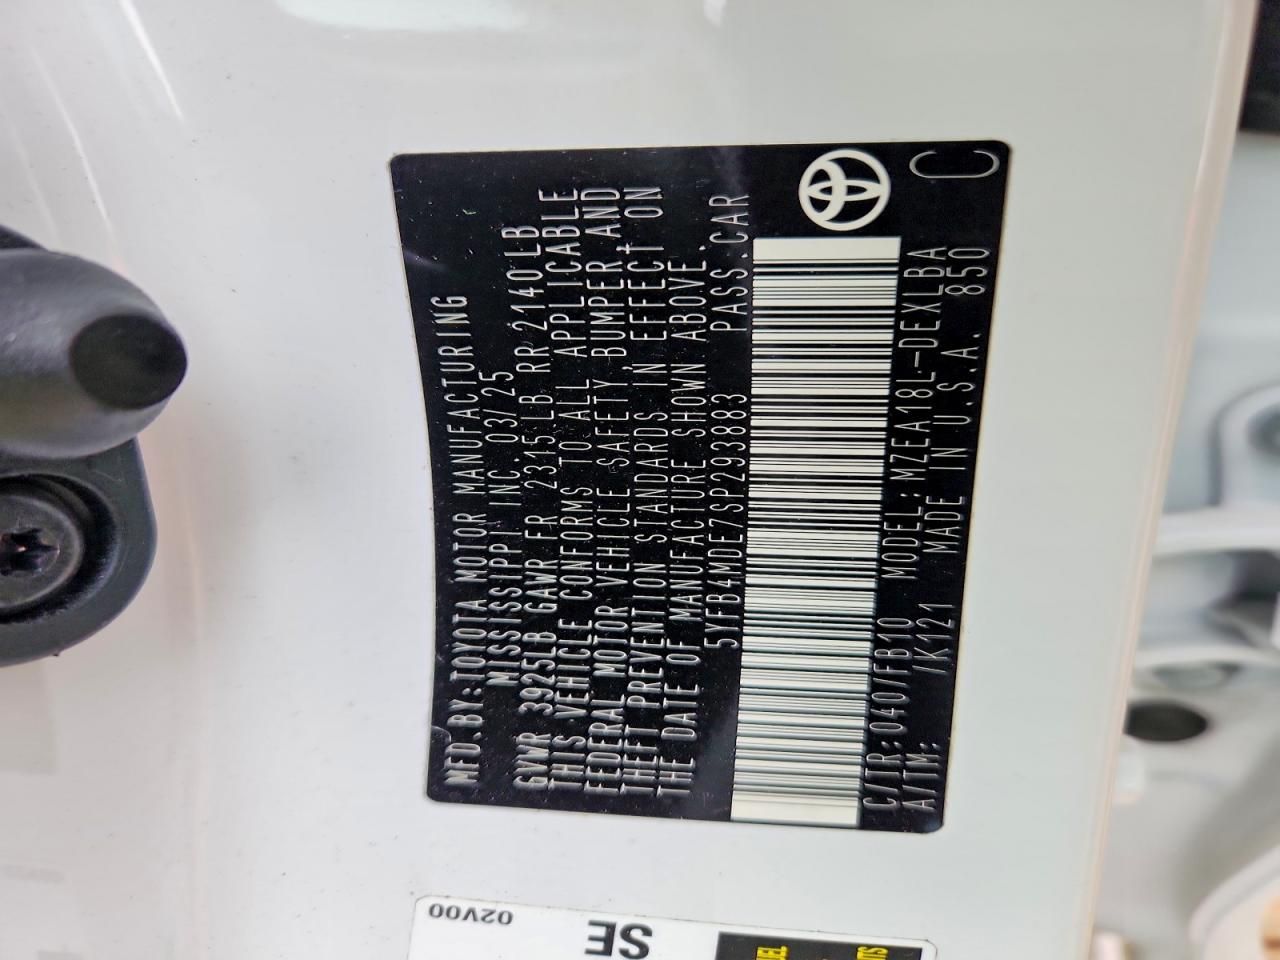 MFD.BY:TOYOTA MOTOR MANUFACTURING
MISSISSIPPI INC. 03/25
GVWR 3925LB GAWR FR 2315LB RR 2140LB
THIS VEHICLE CONFORMS TO ALL APPLICABLE
FEDERAL MOTOR VEHICLE SAFETY, BUMPER, AND
THEFT PREVENTION STANDARDS IN EFFECT ON
THE DATE OF MANUFACTURE SHOWN ABOVE.
5YFB4MDE7SP293883 PASS.CAR
C/TR:040/FB10 MODEL:MZEA18L-DEXLBA
A/TM: /K121 MADE IN U.S.A. 850
C
02V00
SE